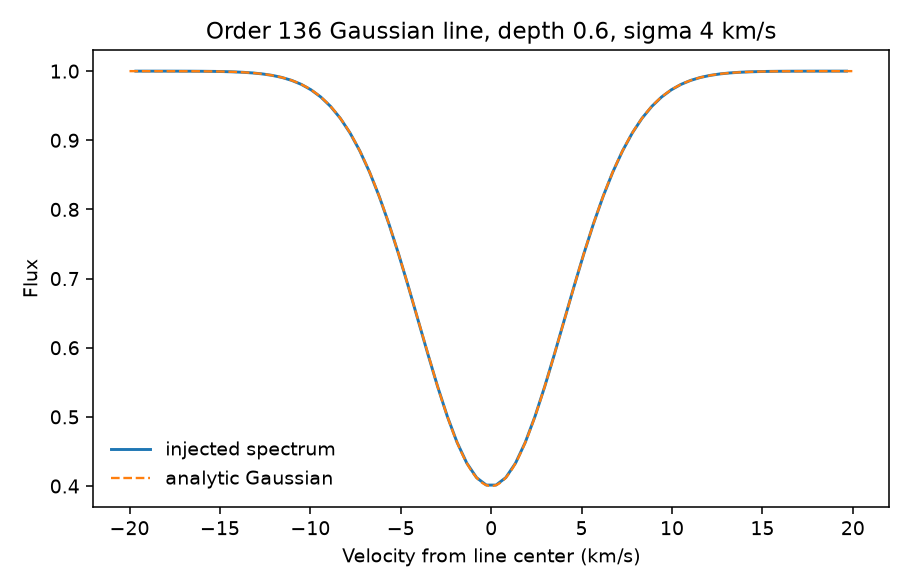 Order 136 Gaussian line, depth 0.6, sigma 4 km/s
1.0
0.9
0.8
0.7
0.6
0.5
0.4
Flux
injected spectrum
analytic Gaussian
−20 −15 −10 −5 0 5 10 15 20
Velocity from line center (km/s)